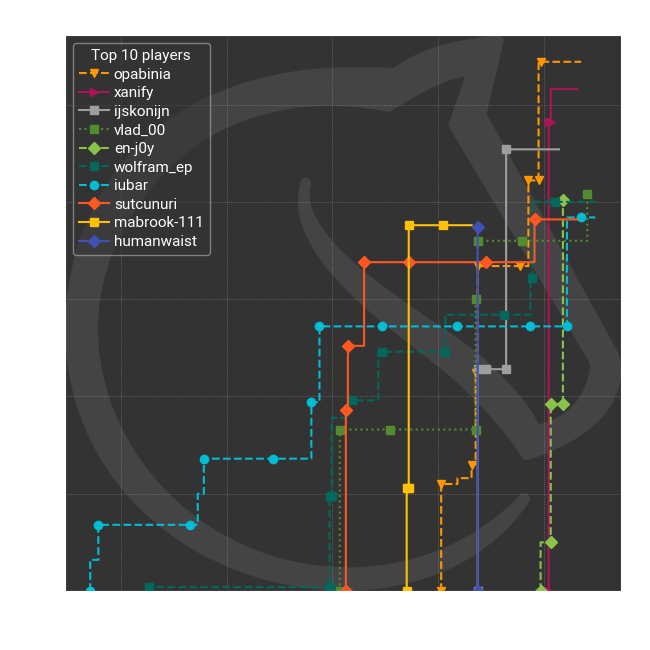 Top 10 players
opabinia
xanify
ijskonijn
vlad_00
en-j0y
wolfram_ep
iubar
sutcunuri
mabrook-111
humanwaist